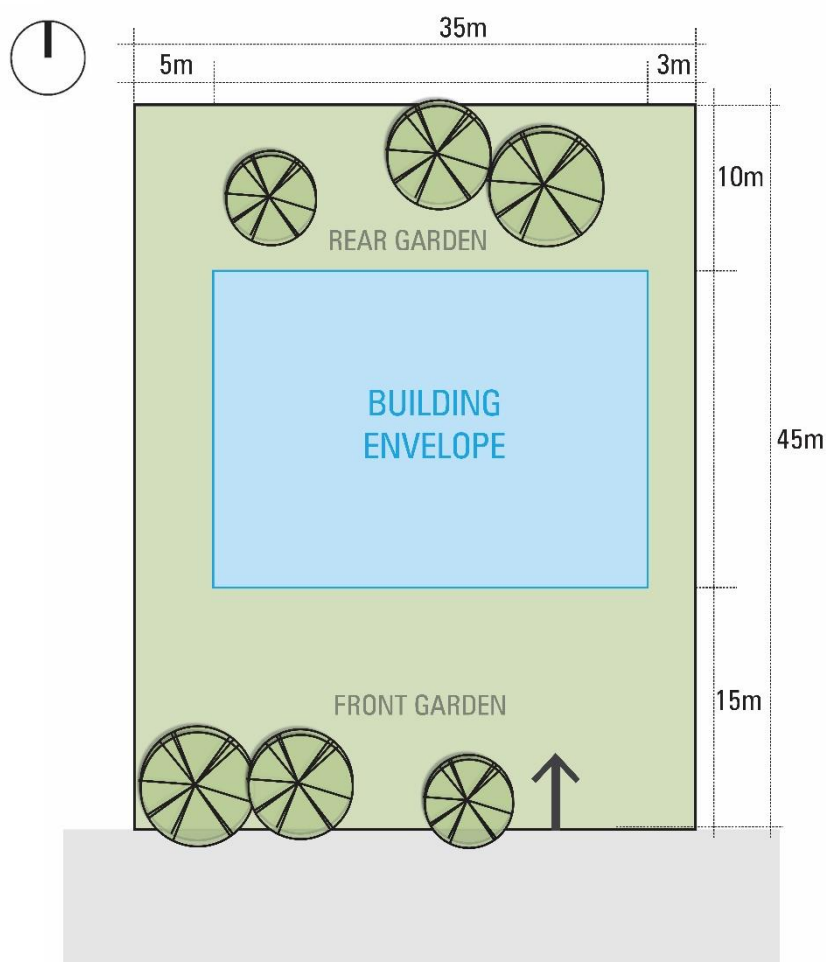 35m
5m
3m
10m
REAR GARDEN
BUILDING
ENVELOPE
45m
FRONT GARDEN
15m